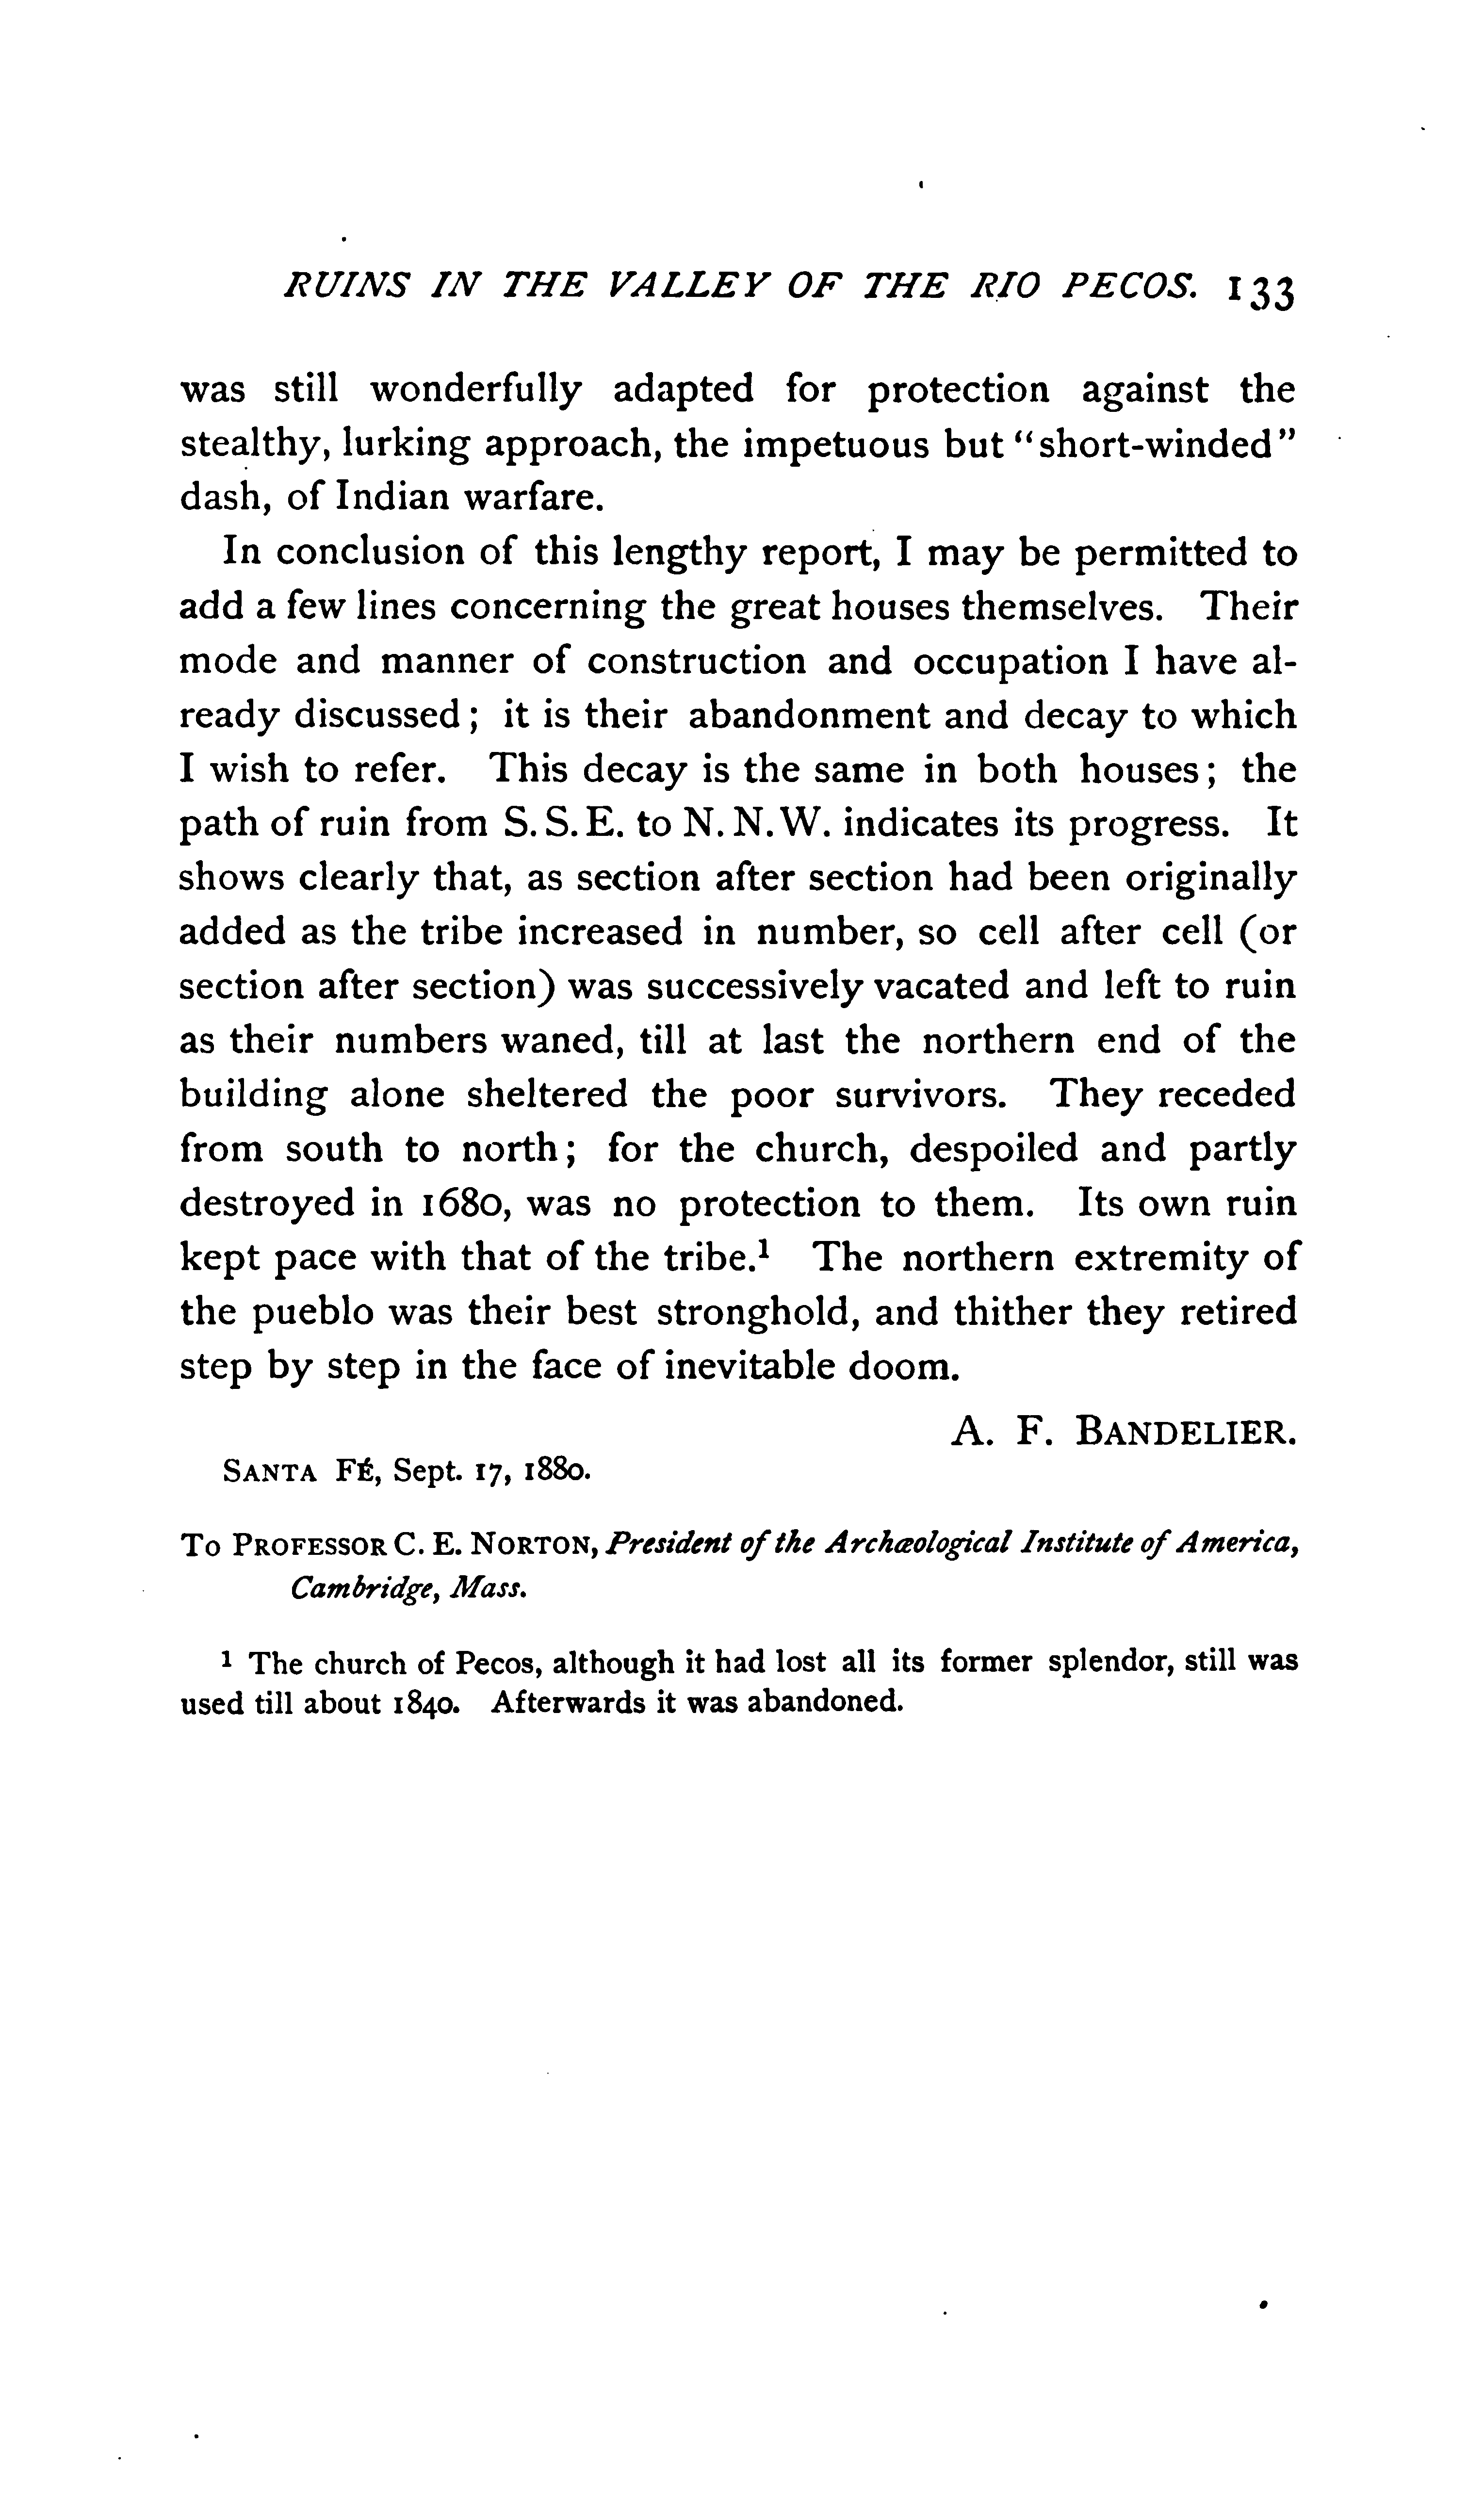 RUINS IN THE VALLEY OF THE RIO PECOS. 133
was still wonderfully adapted for protection against the
stealthy, lurking approach, the impetuous but “short-winded”
dash, of Indian warfare.
In conclusion of this lengthy report, I may be permitted to
add a few lines concerning the great houses themselves. Their
mode and manner of construction and occupation I have al-
ready discussed; it is their abandonment and decay to which
I wish to refer. This decay is the same in both houses; the
path of ruin from S. S. E. to N. N. W. indicates its progress. It
shows clearly that, as section after section had been originally
added as the tribe increased in number, so cell after cell (or
section after section) was successively vacated and left to ruin
as their numbers waned, till at last the northern end of the
building alone sheltered the poor survivors. They receded
from south to north; for the church, despoiled and partly
destroyed in 1680, was no protection to them. Its own ruin
kept pace with that of the tribe.¹ The northern extremity of
the pueblo was their best stronghold, and thither they retired
step by step in the face of inevitable doom.
A. F. BANDELIER.
SANTA FÉ, Sept. 17, 1880.
To PROFESSOR C. E. NORTON, President of the Archæological Institute of America,
Cambridge, Mass.
¹ The church of Pecos, although it had lost all its former splendor, still was
used till about 1840. Afterwards it was abandoned.